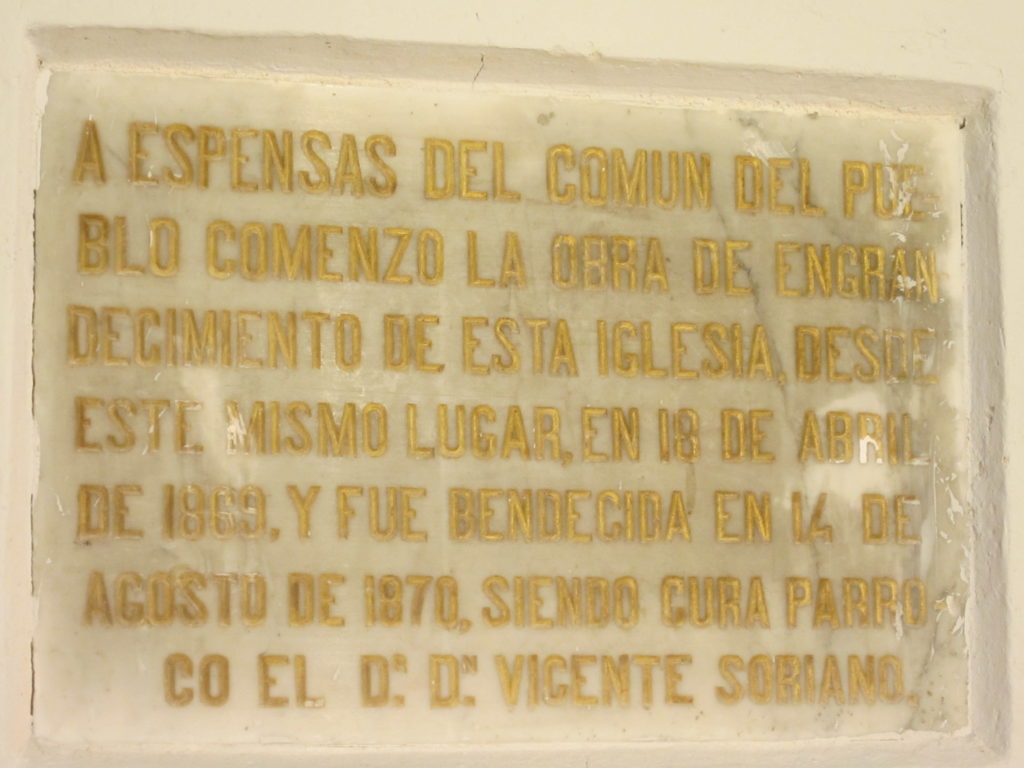 A ESPENSAS DEL COMUN DEL PUE-
BLO COMENZO LA OBRA DE ENGRAN-
DECIMIENTO DE ESTA IGLESIA, DESDE
ESTE MISMO LUGAR, EN 18 DE ABRIL
DE 1869, Y FUE BENDECIDA EN 14 DE
AGOSTO DE 1870, SIENDO CURA PARRO
CO EL D.R D.N VICENTE SORIANO.